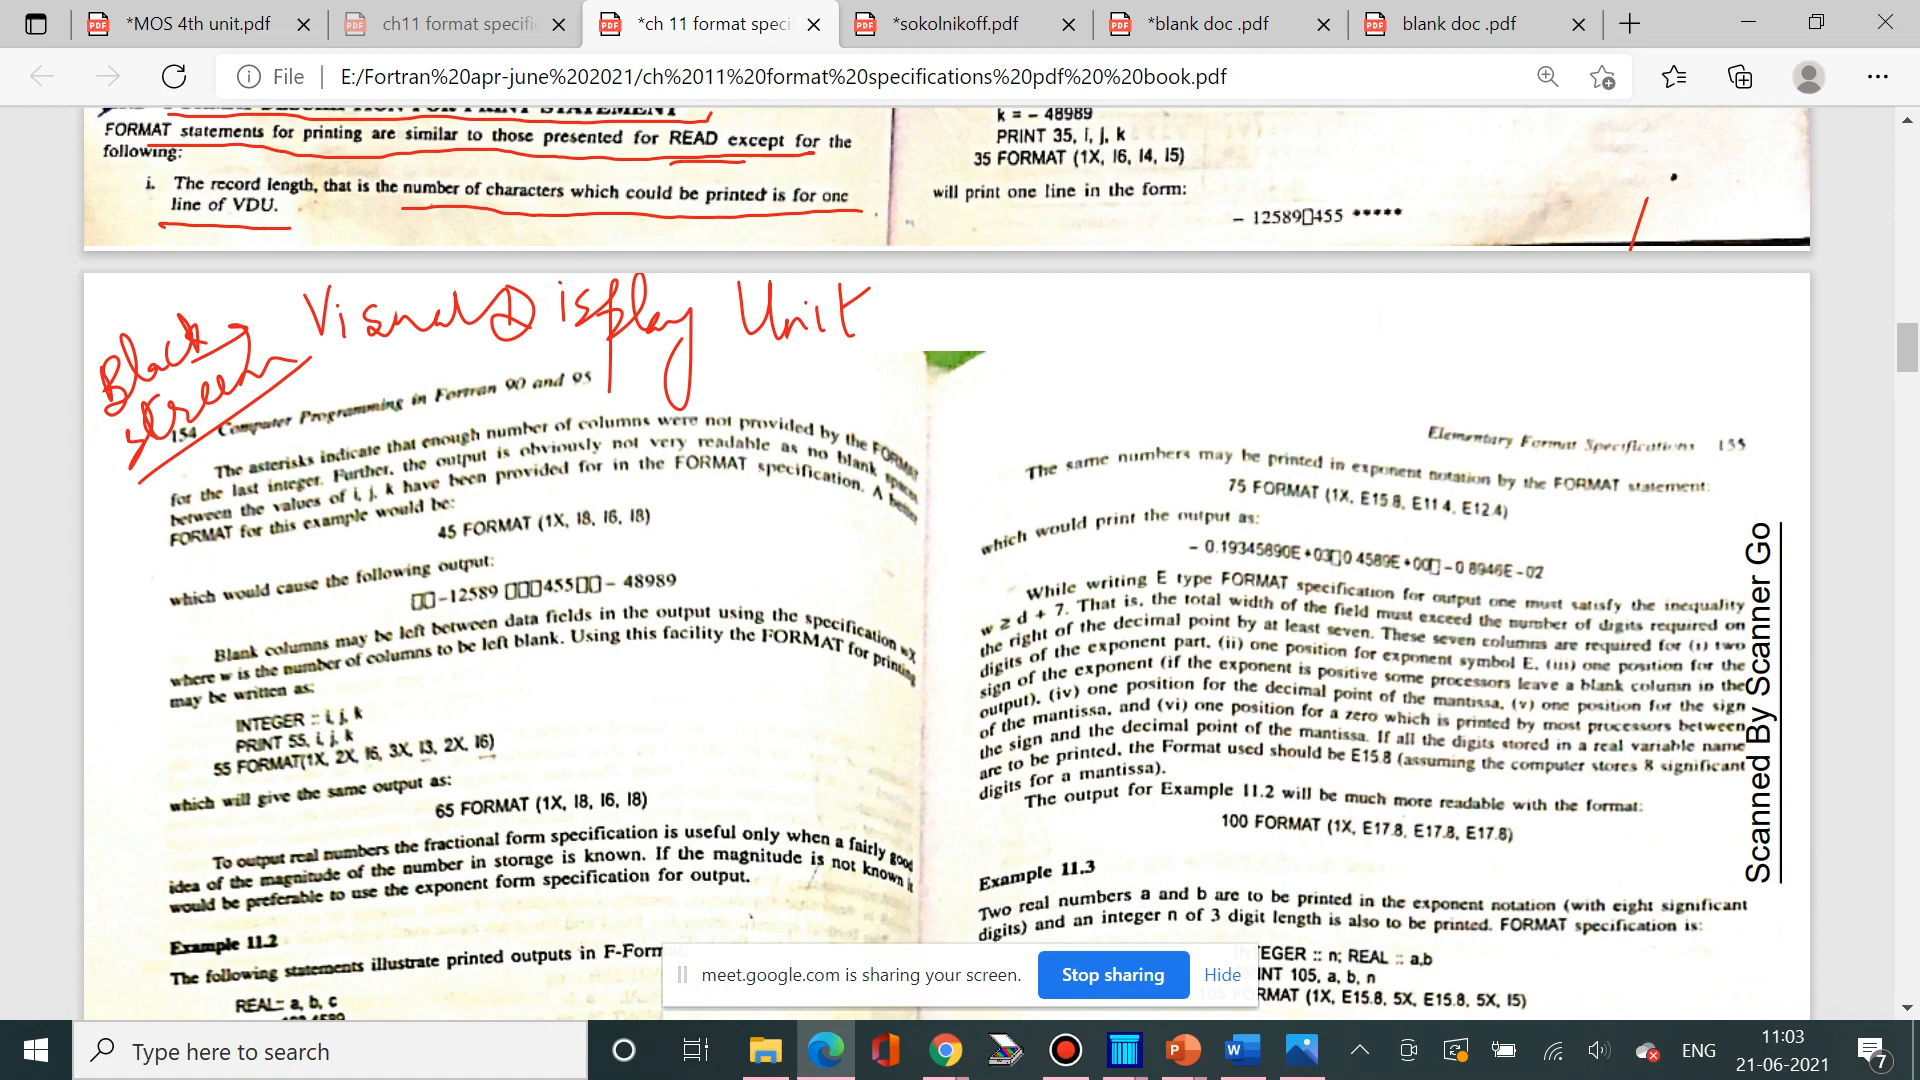 *MOS 4th unit.pdf
ch11 format specific
*ch 11 format speci
*sokolnikoff.pdf
*blank doc .pdf
blank doc .pdf
File
E:/Fortran%20apr-june%202021/ch%2011%20format%20specifications%20pdf%20%20book.pdf
FORMAT statements for printing are similar to those presented for READ except for the
following:
i. The record length, that is the number of characters which could be printed is for one
line of VDU.
k = – 48989
PRINT 35, i, j, k
35 FORMAT (1X, I6, I4, I5)
will print one line in the form:
– 12589□455 *****
Visual Display Unit
Black
screen
154 Computer Programming in Fortran 90 and 95
The asterisks indicate that enough number of columns were not provided by the FORMAT
for the last integer. Further, the output is obviously not very readable as no blank spaces
between the values of i, j, k have been provided for in the FORMAT specification. A better
FORMAT for this example would be:
45 FORMAT (1X, I8, I6, I8)
which would cause the following output:
□□–12589 □□□455□□– 48989
Blank columns may be left between data fields in the output using the specification wX
where w is the number of columns to be left blank. Using this facility the FORMAT for printing
may be written as:
INTEGER :: i, j, k
PRINT 55, i, j, k
55 FORMAT(1X, 2X, I6, 3X, I3, 2X, I6)
which will give the same output as:
65 FORMAT (1X, I8, I6, I8)
To output real numbers the fractional form specification is useful only when a fairly good
idea of the magnitude of the number in storage is known. If the magnitude is not known it
would be preferable to use the exponent form specification for output.
Example 11.2
The following statements illustrate printed outputs in F-Form
REAL:: a, b, c
Elementary Format Specifications 155
The same numbers may be printed in exponent notation by the FORMAT statement:
75 FORMAT (1X, E15.8, E11.4, E12.4)
which would print the output as:
– 0.19345890E+03□0.4589E+00□–0.8946E–02
While writing E type FORMAT specification for output one must satisfy the inequality
w ≥ d + 7. That is, the total width of the field must exceed the number of digits required on
the right of the decimal point by at least seven. These seven columns are required for (i) two
digits of the exponent part, (ii) one position for exponent symbol E, (iii) one position for the
sign of the exponent (if the exponent is positive some processors leave a blank column in the
output), (iv) one position for the decimal point of the mantissa, (v) one position for the sign
of the mantissa, and (vi) one position for a zero which is printed by most processors between
the sign and the decimal point of the mantissa. If all the digits stored in a real variable name
are to be printed, the Format used should be E15.8 (assuming the computer stores 8 significant
digits for a mantissa).
The output for Example 11.2 will be much more readable with the format:
100 FORMAT (1X, E17.8, E17.8, E17.8)
Example 11.3
Two real numbers a and b are to be printed in the exponent notation (with eight significant
digits) and an integer n of 3 digit length is also to be printed. FORMAT specification is:
EGER :: n; REAL :: a,b
INT 105, a, b, n
RMAT (1X, E15.8, 5X, E15.8, 5X, I5)
Scanned By Scanner Go
meet.google.com is sharing your screen.
Stop sharing
Hide
Type here to search
ENG
11:03
21-06-2021
7